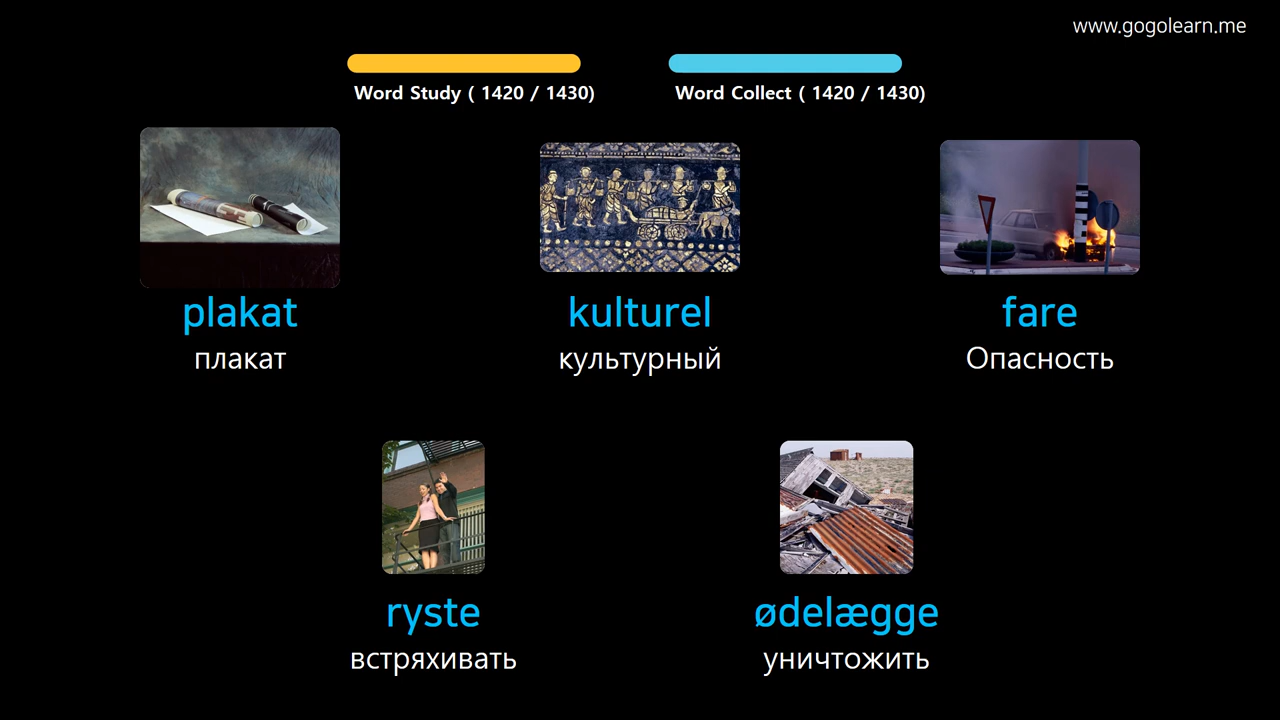 www.gogolearn.me
Word Study ( 1420 / 1430)
Word Collect ( 1420 / 1430)
plakat
плакат
kulturel
культурный
fare
Опасность
ryste
встряхивать
ødelægge
уничтожить